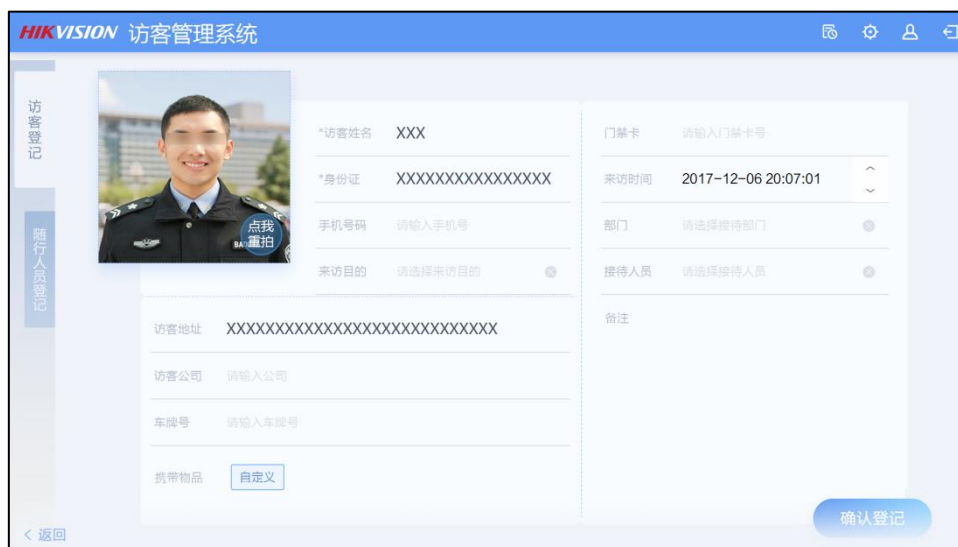 HIKVISION 访客管理系统
访客登记
随行人员登记
点我
重拍
*访客姓名 XXX
*身份证 XXXXXXXXXXXXXXXX
手机号码 请输入手机号
来访目的 请选择来访目的
访客地址 XXXXXXXXXXXXXXXXXXXXXXXXXXXX
访客公司 请输入公司
车牌号 请输入车牌号
携带物品 自定义
门禁卡 请输入门禁卡号
来访时间 2017-12-06 20:07:01
部门 请选择接待部门
接待人员 请选择接待人员
备注
确认登记
< 返回